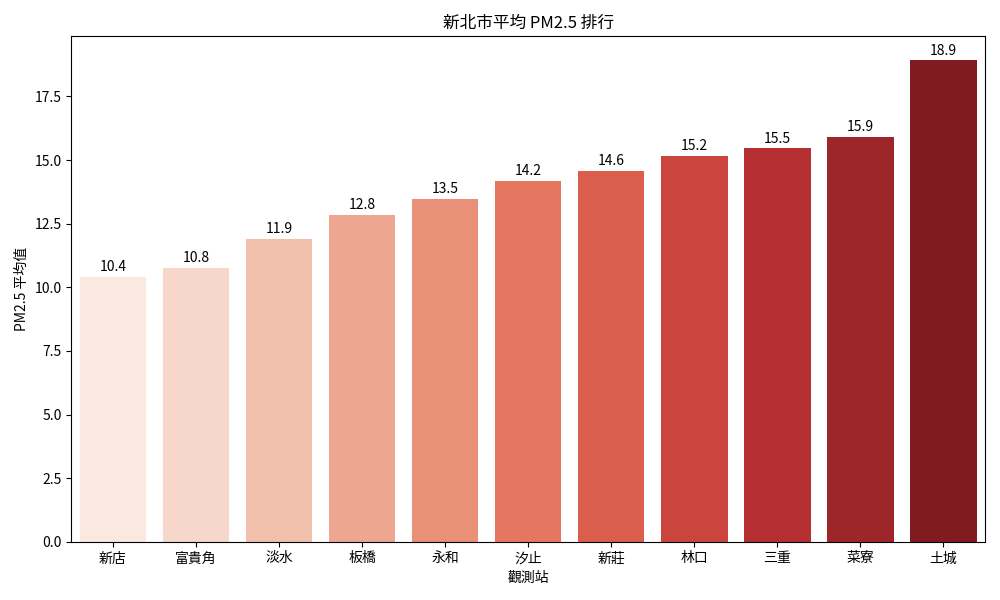 新北市平均 PM2.5 排行
PM2.5 平均值
17.5
15.0
12.5
10.0
7.5
5.0
2.5
0.0
10.4
10.8
11.9
12.8
13.5
14.2
14.6
15.2
15.5
15.9
18.9
新店
富貴角
淡水
板橋
永和
汐止
新莊
林口
三重
菜寮
土城
觀測站